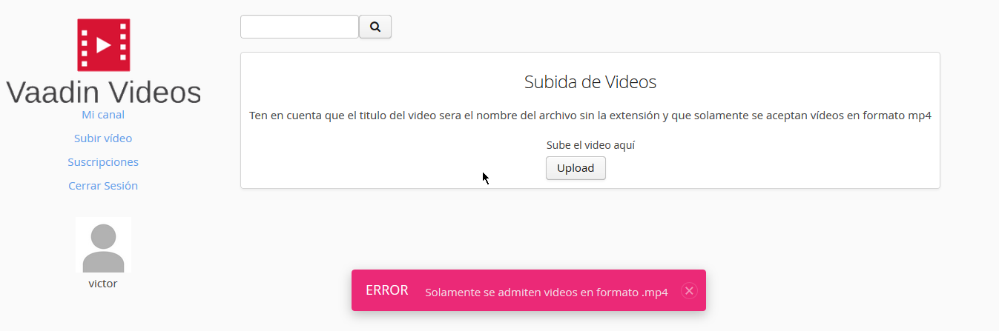 Vaadin Videos
Mi canal
Subir vídeo
Suscripciones
Cerrar Sesión
victor
Subida de Videos
Ten en cuenta que el titulo del video sera el nombre del archivo sin la extensión y que solamente se aceptan vídeos en formato mp4
Sube el video aquí
Upload
ERROR Solamente se admiten videos en formato .mp4